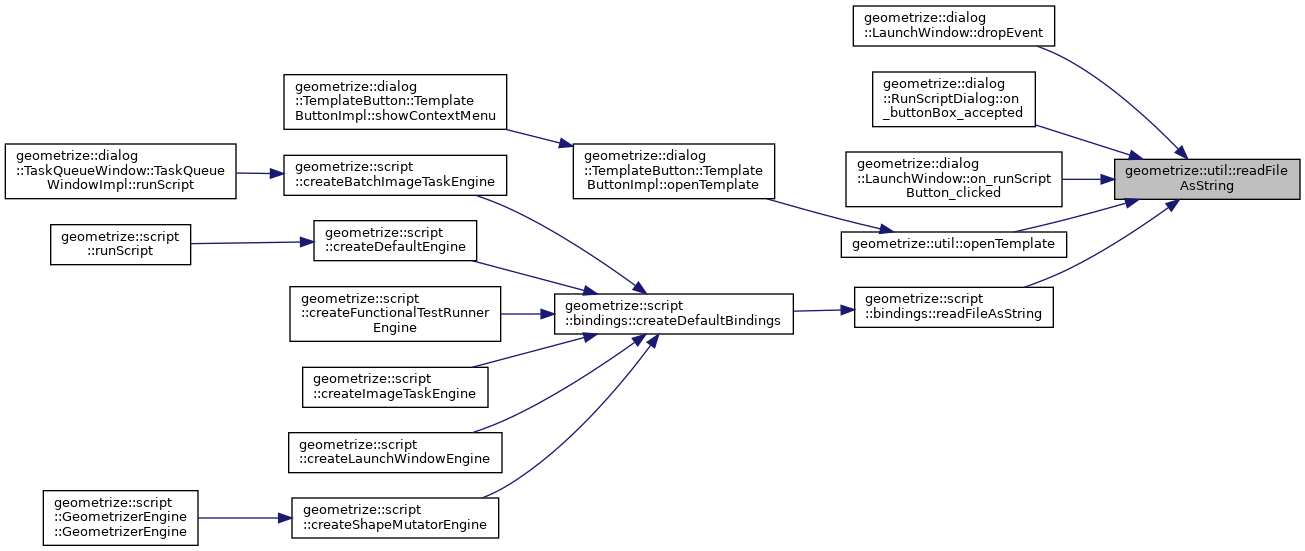 geometrize::dialog
::LaunchWindow::dropEvent
geometrize::dialog
::RunScriptDialog::on
_buttonBox_accepted
geometrize::dialog
::TemplateButton::Template
ButtonImpl::showContextMenu
geometrize::dialog
::TaskQueueWindow::TaskQueue
WindowImpl::runScript
geometrize::script
::createBatchImageTaskEngine
geometrize::dialog
::TemplateButton::Template
ButtonImpl::openTemplate
geometrize::dialog
::LaunchWindow::on_runScript
Button_clicked
geometrize::util::readFile
AsString
geometrize::script
::runScript
geometrize::script
::createDefaultEngine
geometrize::util::openTemplate
geometrize::script
::createFunctionalTestRunner
Engine
geometrize::script
::bindings::createDefaultBindings
geometrize::script
::bindings::readFileAsString
geometrize::script
::createImageTaskEngine
geometrize::script
::createLaunchWindowEngine
geometrize::script
::GeometrizerEngine
::GeometrizerEngine
geometrize::script
::createShapeMutatorEngine